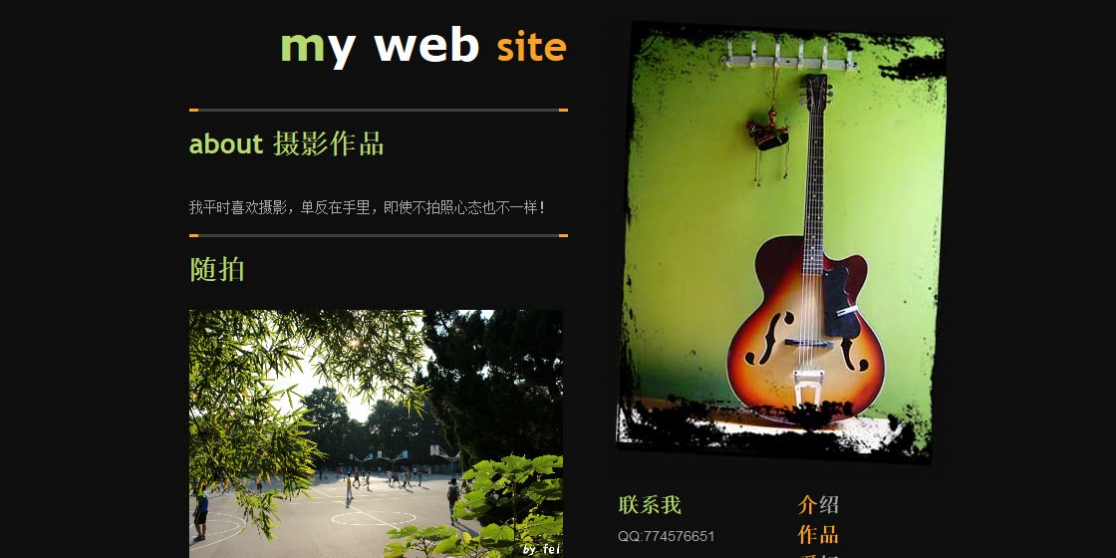 my web site
about 摄影作品
我平时喜欢摄影，单反在手里，即使不拍照心态也不一样！
随拍
by fei
联系我
QQ:774576651
介绍
作品